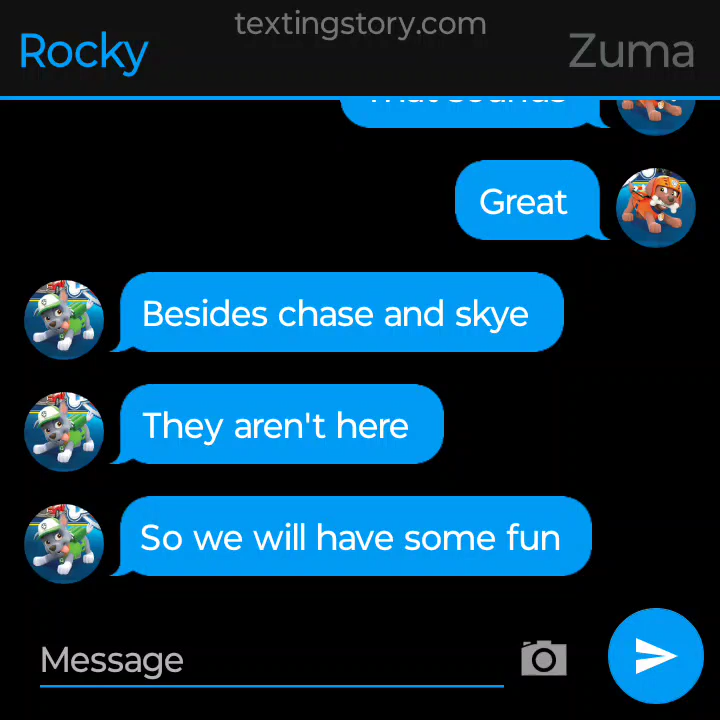 textingstory.com
Rocky
Zuma
Great
Besides chase and skye
They aren't here
So we will have some fun
Message